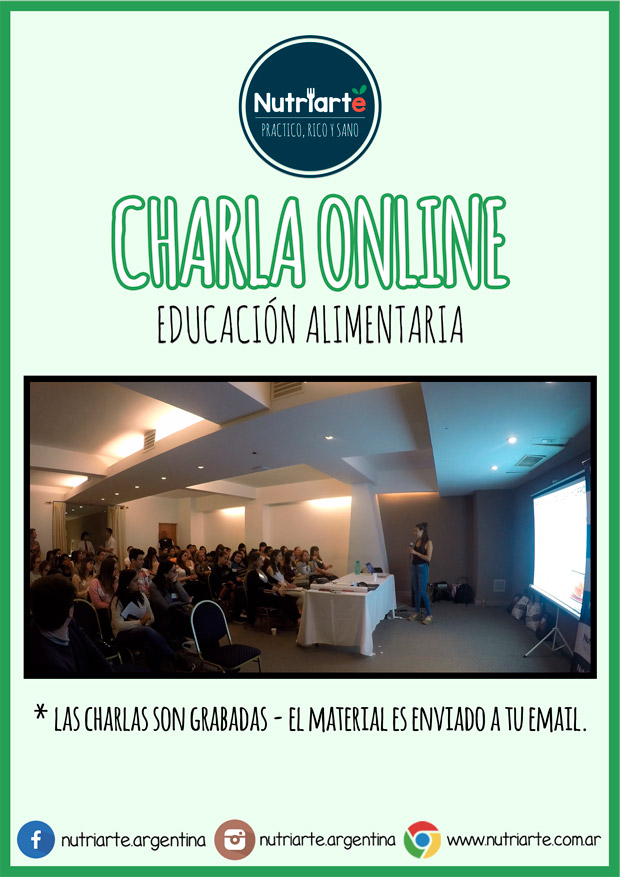 Nutriarte
PRACTICO, RICO Y SANO
CHARLA ONLINE
EDUCACIÓN ALIMENTARIA
* LAS CHARLAS SON GRABADAS - EL MATERIAL ES ENVIADO A TU EMAIL.
nutriarte.argentina nutriarte.argentina www.nutriarte.com.ar